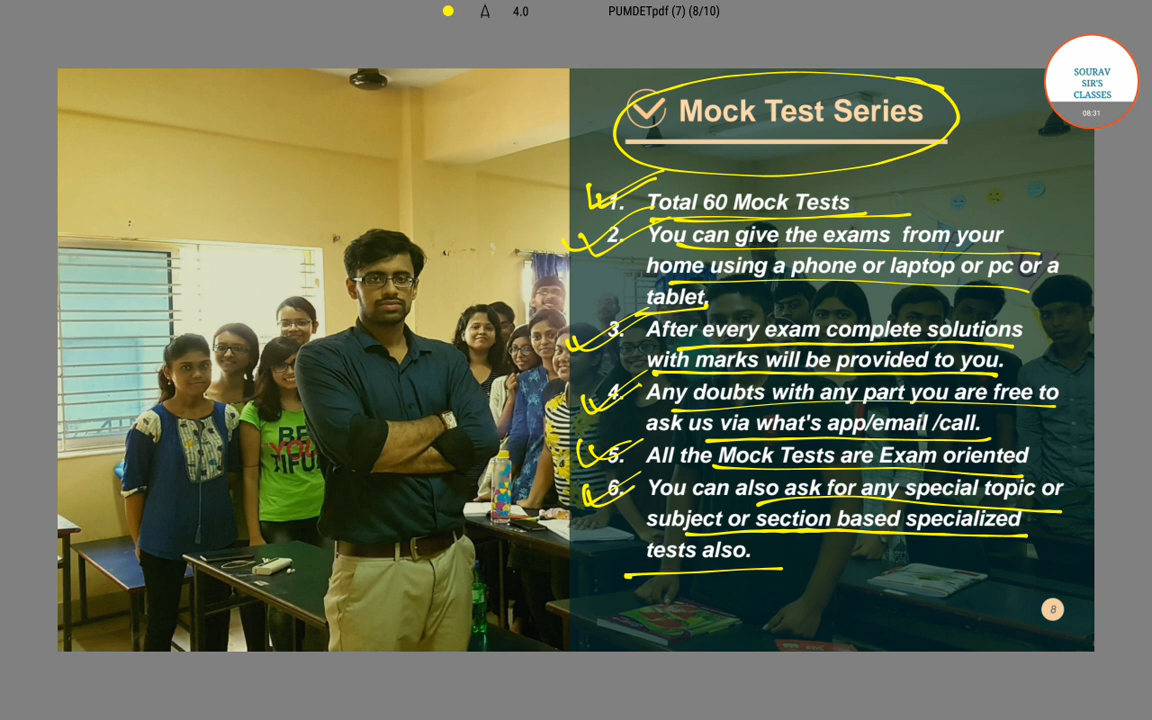 4.0 PUMDETpdf (7) (8/10)
SOURAV
SIR'S
CLASSES
08:31
Mock Test Series
1. Total 60 Mock Tests
2. You can give the exams from your
home using a phone or laptop or pc or a
tablet,
3. After every exam complete solutions
with marks will be provided to you.
4. Any doubts with any part you are free to
ask us via what's app/email /call.
5. All the Mock Tests are Exam oriented
6. You can also ask for any special topic or
subject or section based specialized
tests also.
8
BE
YOU